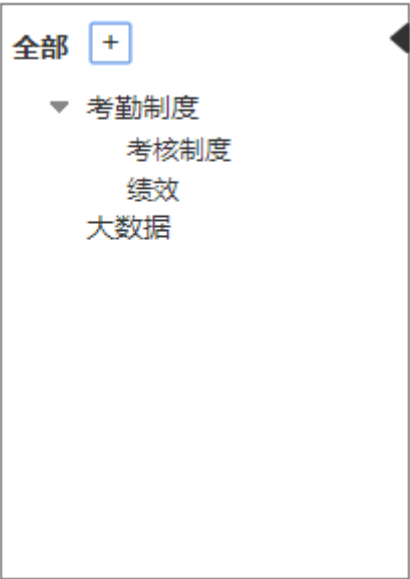 全部 +
考勤制度
考核制度
绩效
大数据